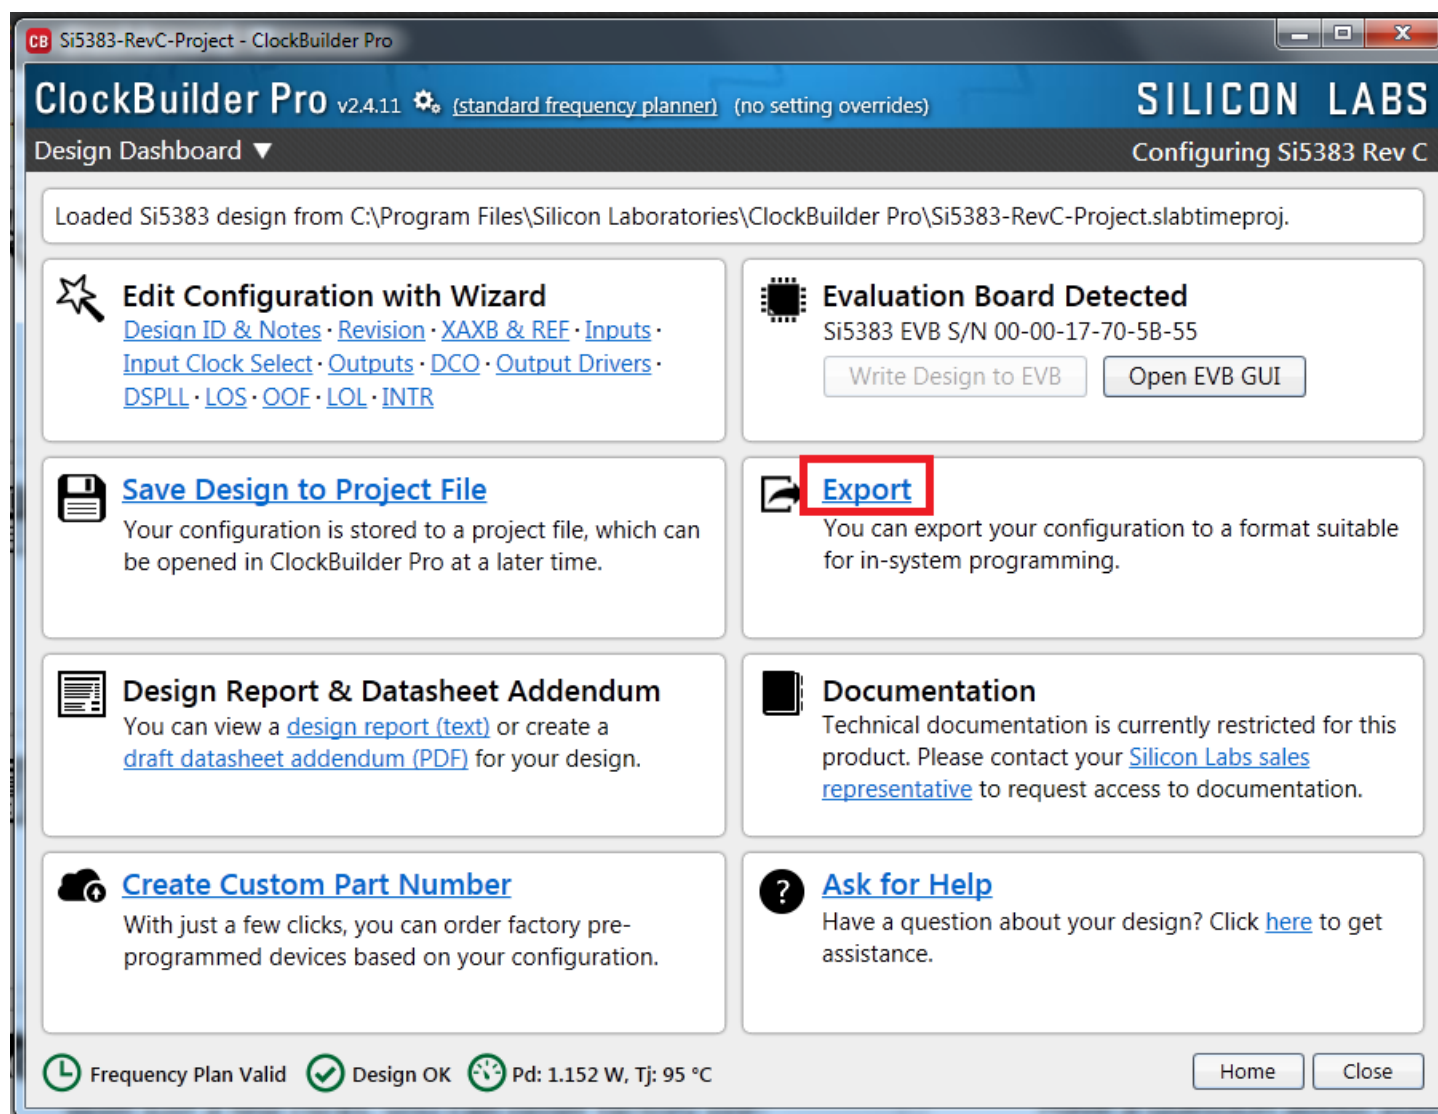 CB Si5383-RevC-Project - ClockBuilder Pro
ClockBuilder Pro v2.4.11 (standard frequency planner) (no setting overrides) SILICON LABS
Design Dashboard ▼ Configuring Si5383 Rev C
Loaded Si5383 design from C:\Program Files\Silicon Laboratories\ClockBuilder Pro\Si5383-RevC-Project.slabtimeproj.
Edit Configuration with Wizard
Design ID & Notes · Revision · XAXB & REF · Inputs ·
Input Clock Select · Outputs · DCO · Output Drivers ·
DSPLL · LOS · OOF · LOL · INTR
Evaluation Board Detected
Si5383 EVB S/N 00-00-17-70-5B-55
Write Design to EVB Open EVB GUI
Save Design to Project File
Your configuration is stored to a project file, which can
be opened in ClockBuilder Pro at a later time.
Export
You can export your configuration to a format suitable
for in-system programming.
Design Report & Datasheet Addendum
You can view a design report (text) or create a
draft datasheet addendum (PDF) for your design.
Documentation
Technical documentation is currently restricted for this
product. Please contact your Silicon Labs sales
representative to request access to documentation.
Create Custom Part Number
With just a few clicks, you can order factory pre-
programmed devices based on your configuration.
? Ask for Help
Have a question about your design? Click here to get
assistance.
Frequency Plan Valid Design OK Pd: 1.152 W, Tj: 95 °C Home Close